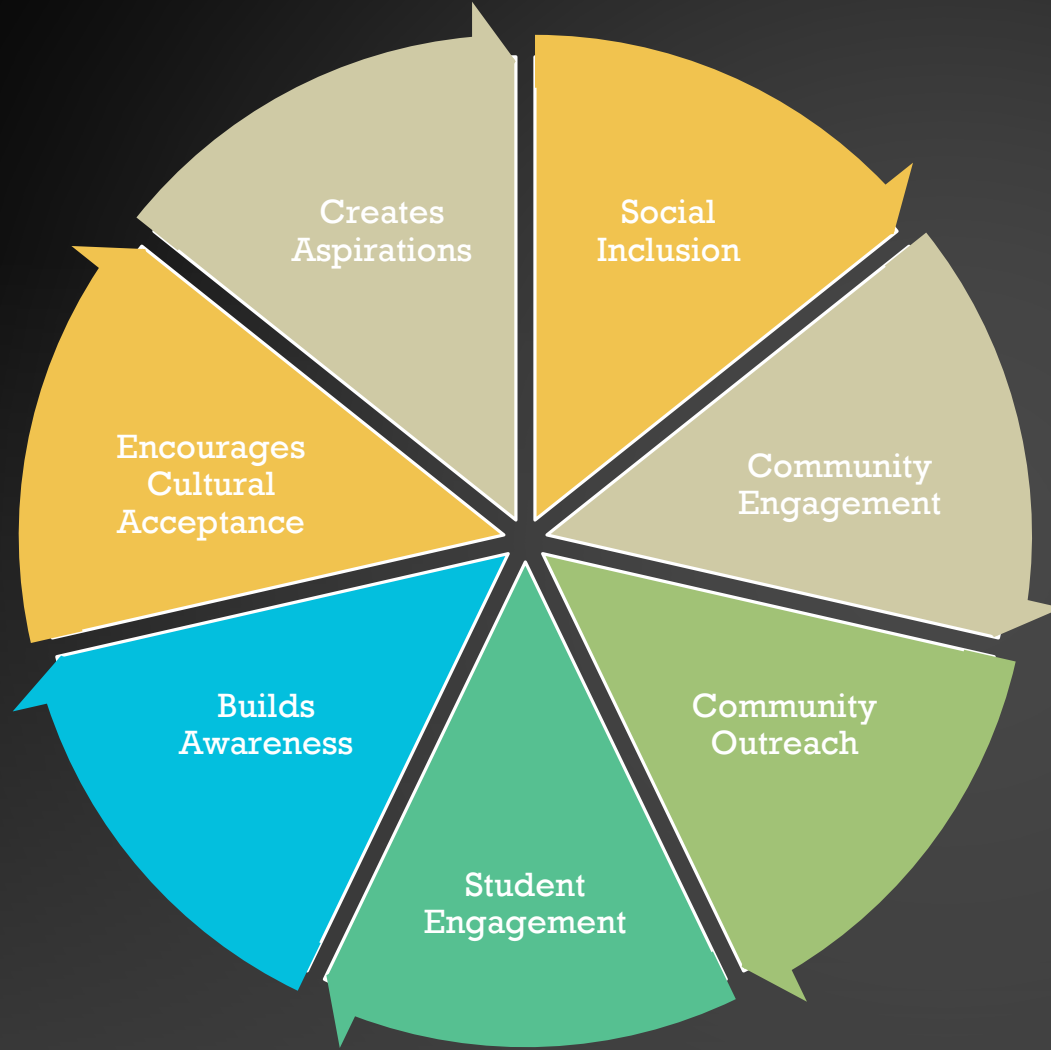 Social
Inclusion
Community
Engagement
Community
Outreach
Student
Engagement
Builds
Awareness
Encourages
Cultural
Acceptance
Creates
Aspirations